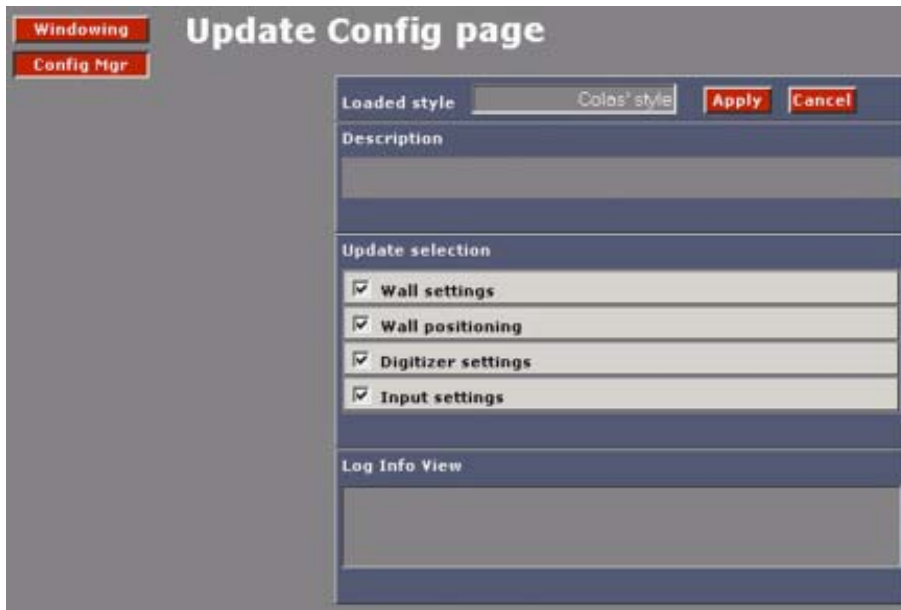 Windowing
Update Config page
Config Mgr
Loaded style Colas' style Apply Cancel
Description
Update selection
Wall settings
Wall positioning
Digitizer settings
Input settings
Log Info View